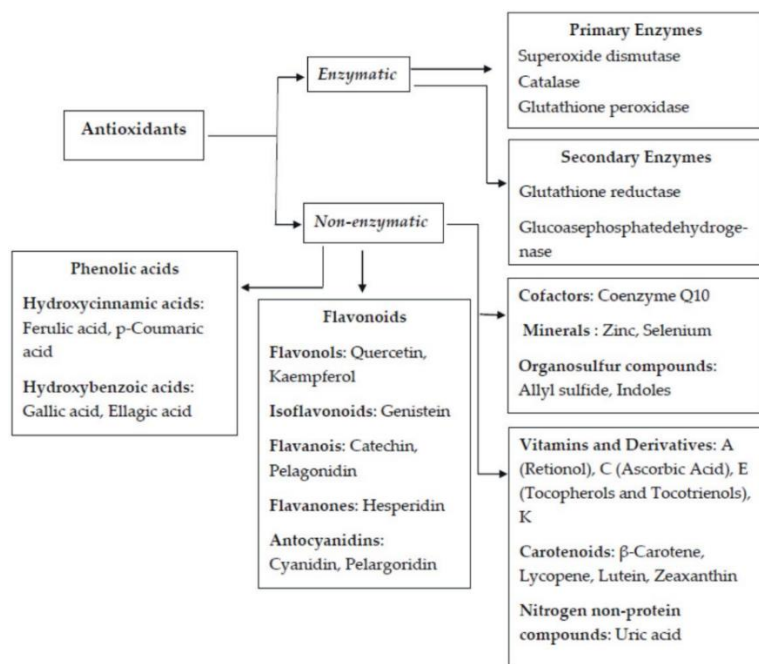 Antioxidants
Enzymatic
Primary Enzymes
Superoxide dismutase
Catalase
Glutathione peroxidase
Secondary Enzymes
Glutathione reductase
Glucoasephosphatedehydroge-
nase
Non-enzymatic
Phenolic acids
Hydroxycinnamic acids:
Ferulic acid, p-Coumaric
acid
Hydroxybenzoic acids:
Gallic acid, Ellagic acid
Flavonoids
Flavonols: Quercetin,
Kaempferol
Isoflavonoids: Genistein
Flavanois: Catechin,
Pelagonidin
Flavanones: Hesperidin
Antocyanidins:
Cyanidin, Pelargoridin
Cofactors: Coenzyme Q10
Minerals : Zinc, Selenium
Organosulfur compounds:
Allyl sulfide, Indoles
Vitamins and Derivatives: A
(Retionol), C (Ascorbic Acid), E
(Tocopherols and Tocotrienols),
K
Carotenoids: β-Carotene,
Lycopene, Lutein, Zeaxanthin
Nitrogen non-protein
compounds: Uric acid